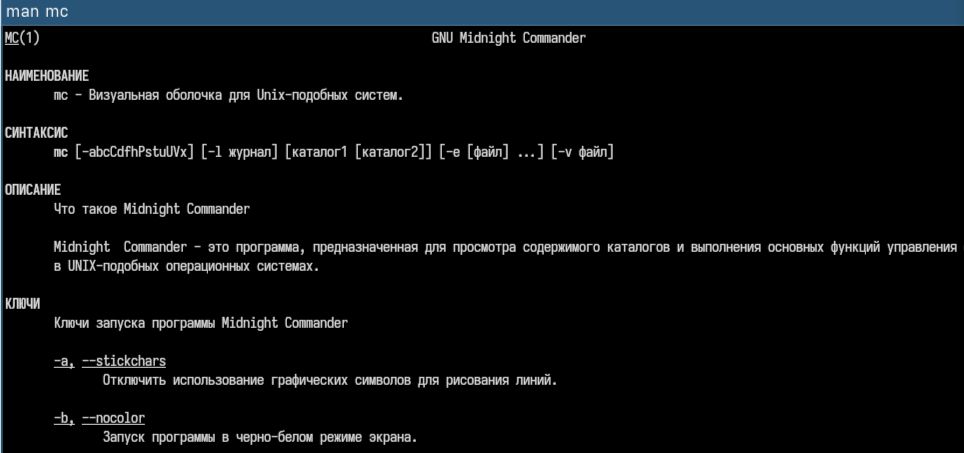 man mc
MC(1) GNU Midnight Commander
НАИМЕНОВАНИЕ
mc - Визуальная оболочка для Unix-подобных систем.
СИНТАКСИС
mc [-abcCdfhPstuUVx] [-l журнал] [каталог1 [каталог2]] [-e [файл] ...] [-v файл]
ОПИСАНИЕ
Что такое Midnight Commander
Midnight Commander - это программа, предназначенная для просмотра содержимого каталогов и выполнения основных функций управления
в UNIX-подобных операционных системах.
КЛЮЧИ
Ключи запуска программы Midnight Commander
-a, --stickchars
Отключить использование графических символов для рисования линий.
-b, --nocolor
Запуск программы в черно-белом режиме экрана.